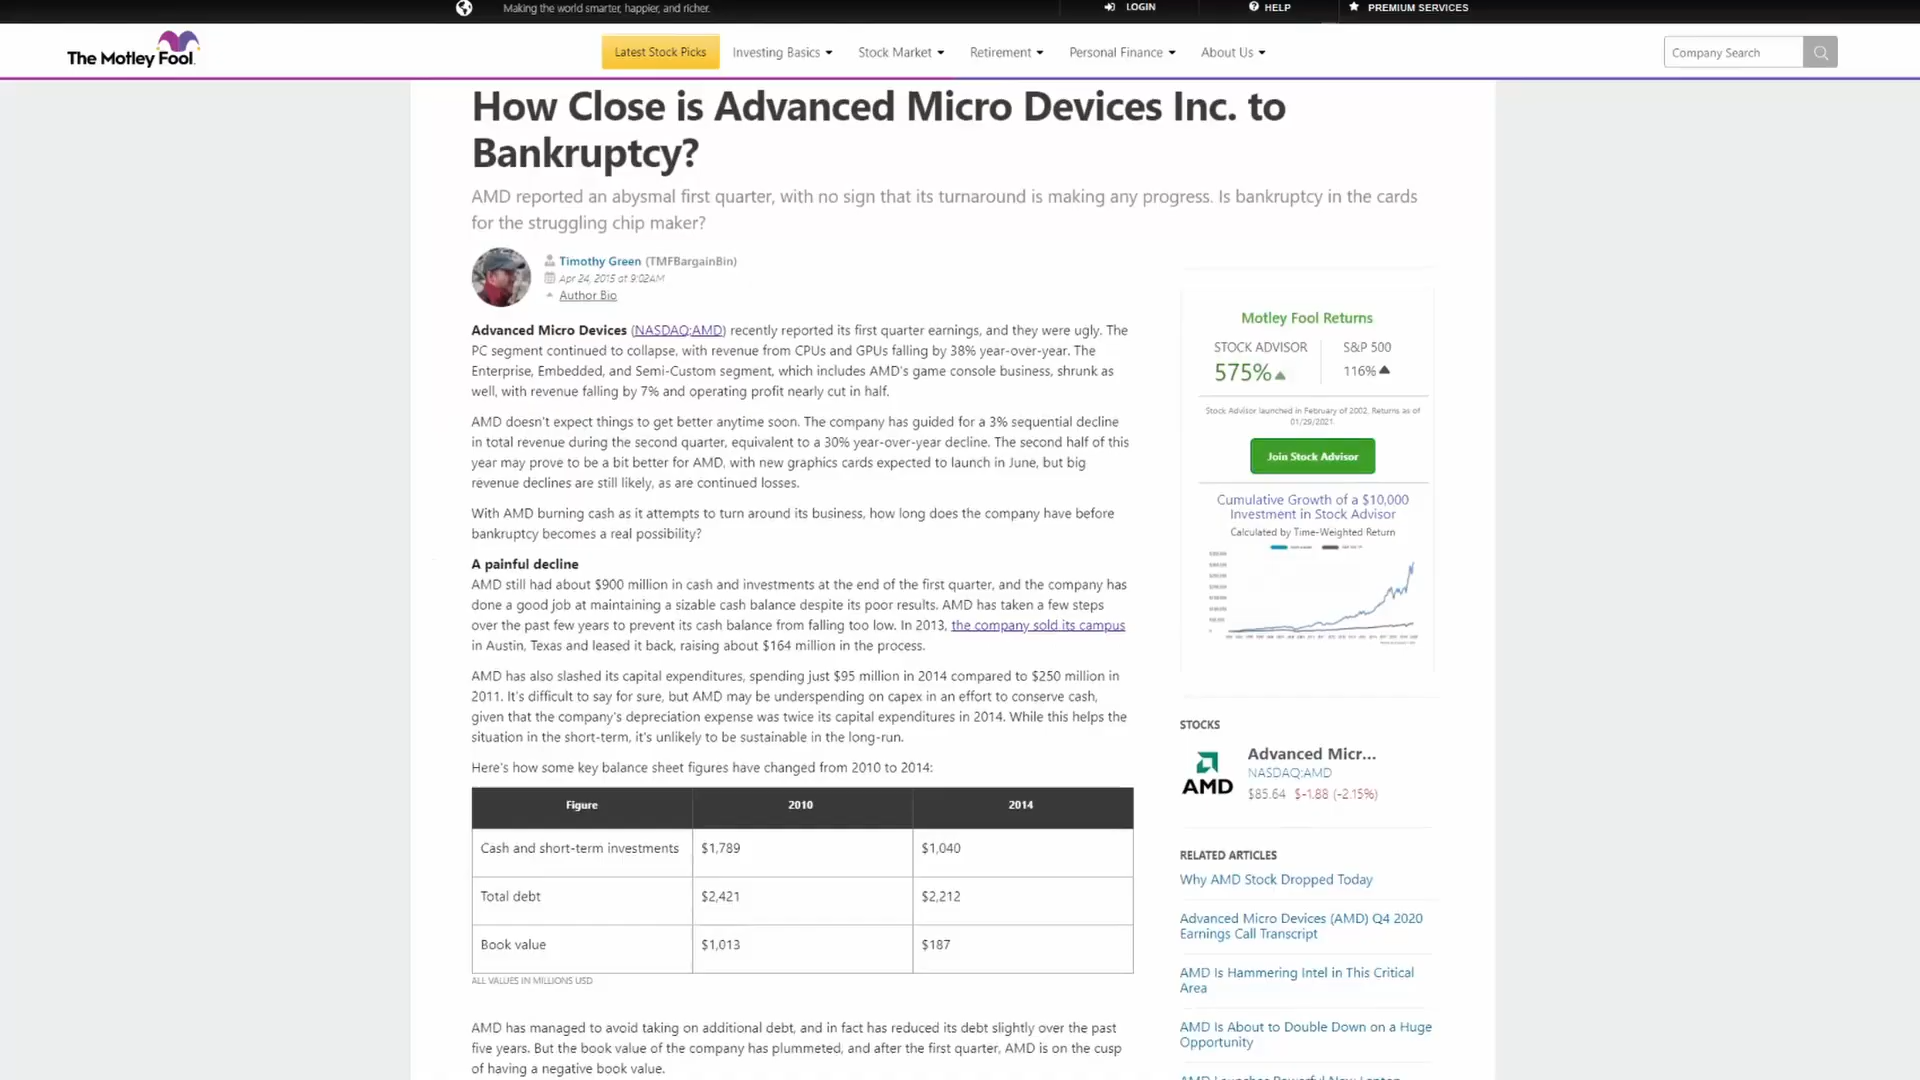 Making the world smarter, happier, and richer.
LOGIN
HELP
PREMIUM SERVICES
The Motley Fool.
Latest Stock Picks
Investing Basics
Stock Market
Retirement
Personal Finance
About Us
Company Search
How Close is Advanced Micro Devices Inc. to
Bankruptcy?
AMD reported an abysmal first quarter, with no sign that its turnaround is making any progress. Is bankruptcy in the cards
for the struggling chip maker?
Timothy Green (TMFBargainBin)
Apr 24, 2015 at 9:02AM
Author Bio
Advanced Micro Devices (NASDAQ:AMD) recently reported its first quarter earnings, and they were ugly. The
PC segment continued to collapse, with revenue from CPUs and GPUs falling by 38% year-over-year. The
Enterprise, Embedded, and Semi-Custom segment, which includes AMD's game console business, shrunk as
well, with revenue falling by 7% and operating profit nearly cut in half.
AMD doesn't expect things to get better anytime soon. The company has guided for a 3% sequential decline
in total revenue during the second quarter, equivalent to a 30% year-over-year decline. The second half of this
year may prove to be a bit better for AMD, with new graphics cards expected to launch in June, but big
revenue declines are still likely, as are continued losses.
With AMD burning cash as it attempts to turn around its business, how long does the company have before
bankruptcy becomes a real possibility?
A painful decline
AMD still had about $900 million in cash and investments at the end of the first quarter, and the company has
done a good job at maintaining a sizable cash balance despite its poor results. AMD has taken a few steps
over the past few years to prevent its cash balance from falling too low. In 2013, the company sold its campus
in Austin, Texas and leased it back, raising about $164 million in the process.
AMD has also slashed its capital expenditures, spending just $95 million in 2014 compared to $250 million in
2011. It's difficult to say for sure, but AMD may be underspending on capex in an effort to conserve cash,
given that the company's depreciation expense was twice its capital expenditures in 2014. While this helps the
situation in the short-term, it's unlikely to be sustainable in the long-run.
Here's how some key balance sheet figures have changed from 2010 to 2014:
Figure 2010 2014
Cash and short-term investments $1,789 $1,040
Total debt $2,421 $2,212
Book value $1,013 $187
ALL VALUES IN MILLIONS USD
AMD has managed to avoid taking on additional debt, and in fact has reduced its debt slightly over the past
five years. But the book value of the company has plummeted, and after the first quarter, AMD is on the cusp
of having a negative book value.
Motley Fool Returns
STOCK ADVISOR S&P 500
575% 116%
Stock Advisor launched in February of 2002. Returns as of
01/29/2021.
Join Stock Advisor
Cumulative Growth of a $10,000
Investment in Stock Advisor
Calculated by Time-Weighted Return
STOCKS
AMD
Advanced Micr...
NASDAQ:AMD
$85.64 $-1.88 (-2.15%)
RELATED ARTICLES
Why AMD Stock Dropped Today
Advanced Micro Devices (AMD) Q4 2020
Earnings Call Transcript
AMD Is Hammering Intel in This Critical
Area
AMD Is About to Double Down on a Huge
Opportunity